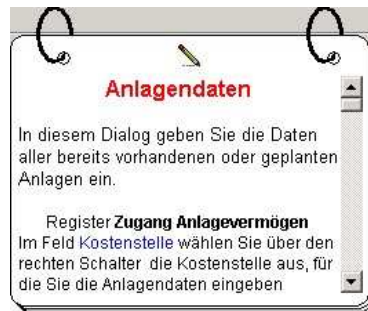 Anlagendaten
In diesem Dialog geben Sie die Daten
aller bereits vorhandenen oder geplanten
Anlagen ein.
Register Zugang Anlagevermögen
Im Feld Kostenstelle wählen Sie über den
rechten Schalter die Kostenstelle aus, für
die Sie die Anlagendaten eingeben